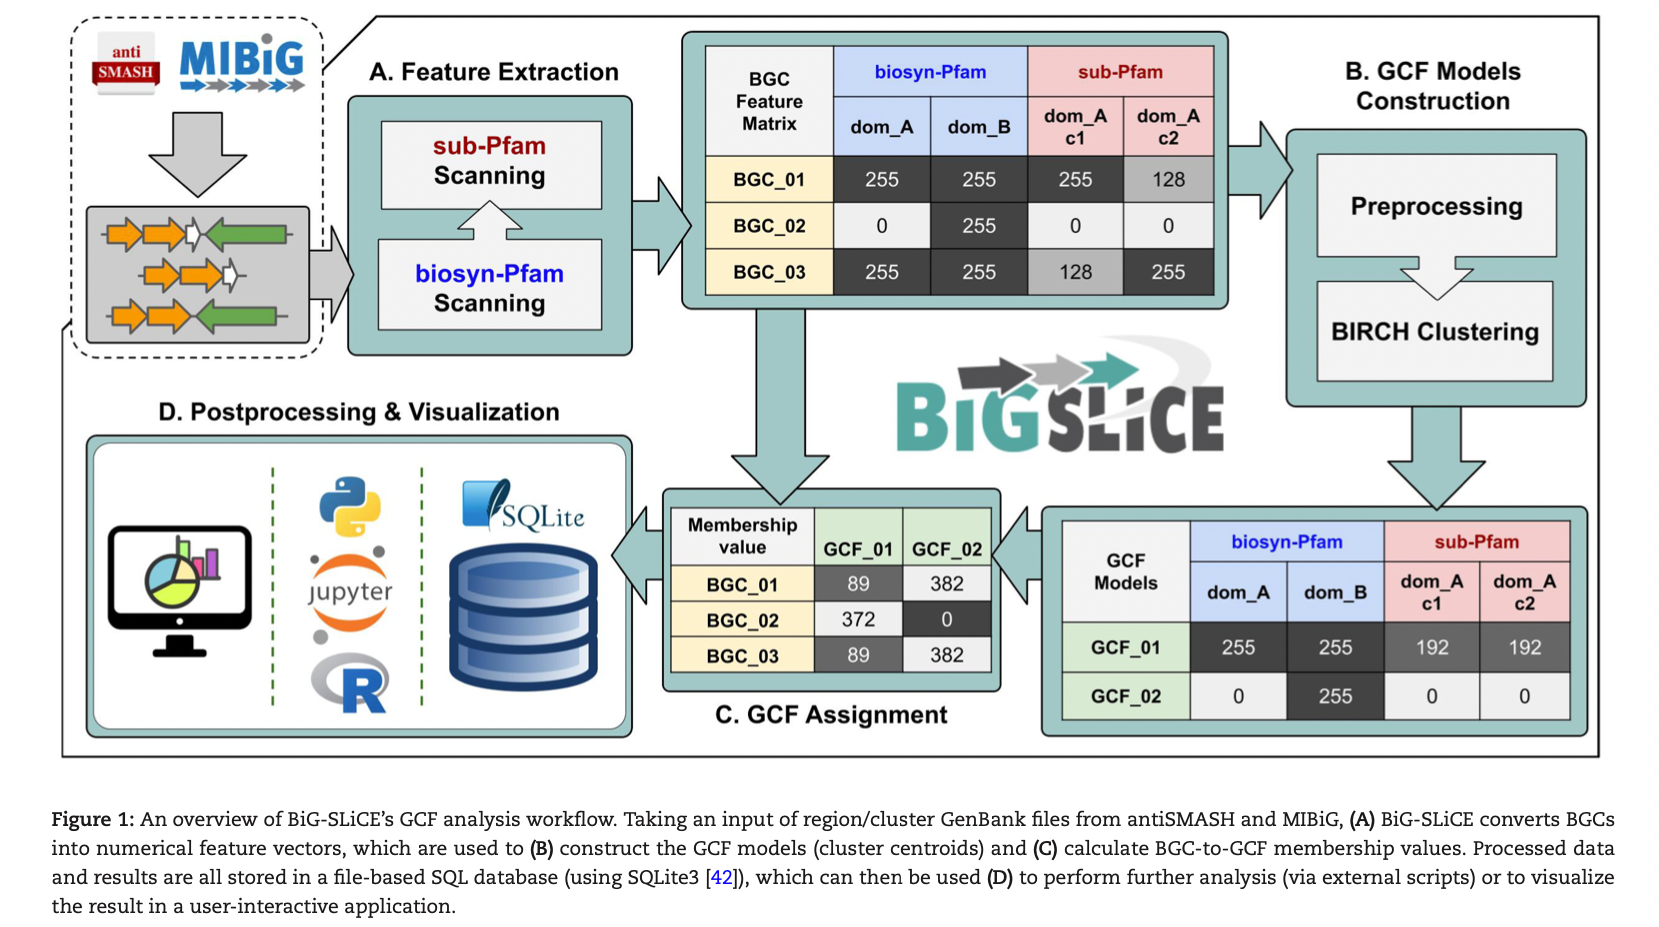 anti
SMASH
MIBiG
A. Feature Extraction
sub-Pfam
Scanning
biosyn-Pfam
Scanning
BGC
Feature
Matrix
biosyn-Pfam
sub-Pfam
dom_A
dom_B
dom_A
c1
dom_A
c2
BGC_01 255 255 255 128
BGC_02 0 255 0 0
BGC_03 255 255 128 255
B. GCF Models
Construction
Preprocessing
BIRCH Clustering
BiGSLiCE
GCF
Models
biosyn-Pfam
sub-Pfam
dom_A
dom_B
dom_A
c1
dom_A
c2
GCF_01 255 255 192 192
GCF_02 0 255 0 0
Membership
value
GCF_01 GCF_02
BGC_01 89 382
BGC_02 372 0
BGC_03 89 382
C. GCF Assignment
D. Postprocessing & Visualization
jupyter
R
SQLite
Figure 1: An overview of BiG-SLiCE’s GCF analysis workflow. Taking an input of region/cluster GenBank files from antiSMASH and MIBiG, (A) BiG-SLiCE converts BGCs
into numerical feature vectors, which are used to (B) construct the GCF models (cluster centroids) and (C) calculate BGC-to-GCF membership values. Processed data
and results are all stored in a file-based SQL database (using SQLite3 [42]), which can then be used (D) to perform further analysis (via external scripts) or to visualize
the result in a user-interactive application.